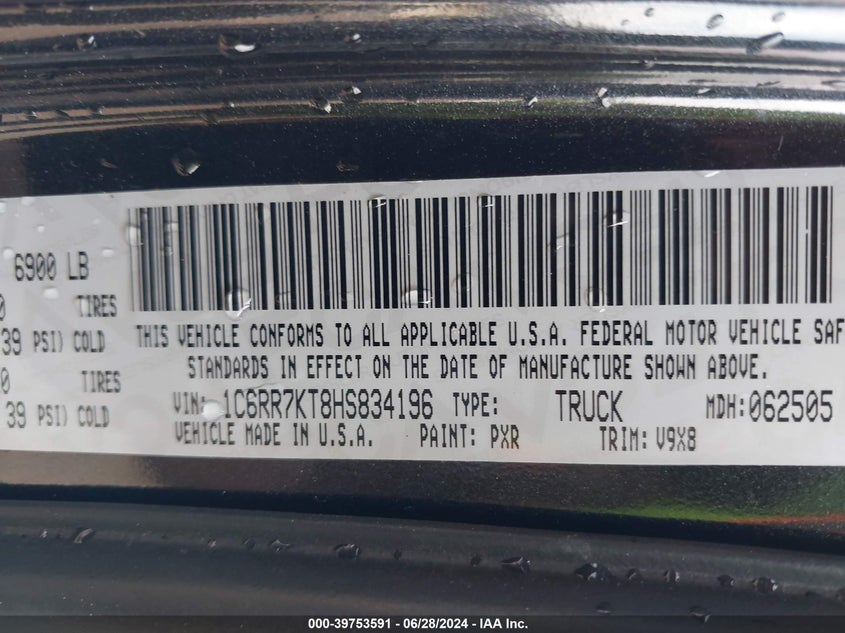 6900 LB
0 TIRES
39 PSI) COLD
0 TIRES
39 PSI) COLD
THIS VEHICLE CONFORMS TO ALL APPLICABLE U.S.A. FEDERAL MOTOR VEHICLE SAF
STANDARDS IN EFFECT ON THE DATE OF MANUFACTURE SHOWN ABOVE.
VIN: 1C6RR7KT8HS834196 TYPE: TRUCK MDH: 062505
VEHICLE MADE IN U.S.A. PAINT: PXR TRIM: V9X8
000-39753591 - 06/28/2024 - IAA Inc.